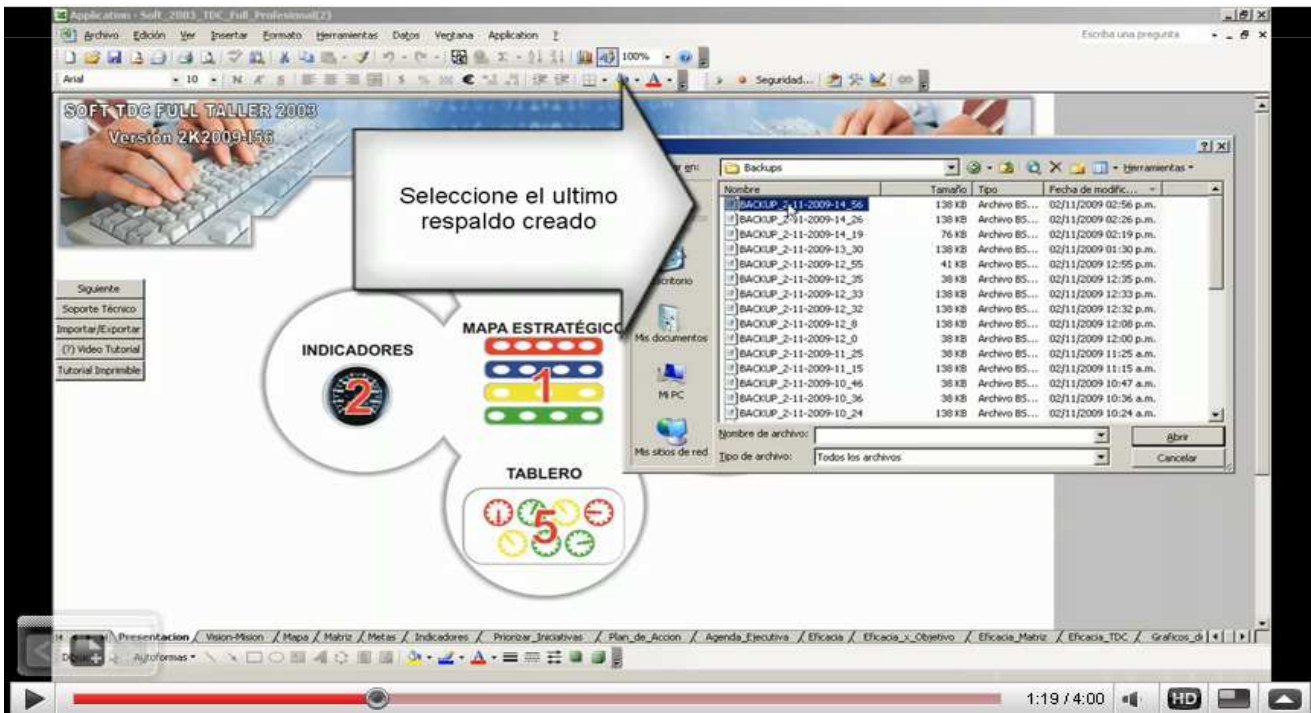 Application - Soft_2003_TDC_Full_Profesional(2)
Archivo Edición Ver Insertar Formato Herramientas Datos Ventana Application ?
Escriba una pregunta
100%
Arial 10 N K S
Seguridad...
SOFT TDC FULL TALLER 2003
Versión 2K2009-I56
Seleccione el ultimo
respaldo creado
Siguiente
Soporte Técnico
Importar/Exportar
(?) Video Tutorial
Tutorial Imprimible
INDICADORES
2
MAPA ESTRATÉGICO
1
TABLERO
5
Backups
Herramientas
Nombre Tamaño Tipo Fecha de modific...
BACKUP_2-11-2009-14_56 138 KB Archivo BS... 02/11/2009 02:56 p.m.
BACKUP_2-11-2009-14_26 138 KB Archivo BS... 02/11/2009 02:26 p.m.
BACKUP_2-11-2009-14_19 76 KB Archivo BS... 02/11/2009 02:19 p.m.
BACKUP_2-11-2009-13_30 138 KB Archivo BS... 02/11/2009 01:30 p.m.
BACKUP_2-11-2009-12_55 41 KB Archivo BS... 02/11/2009 12:55 p.m.
BACKUP_2-11-2009-12_35 38 KB Archivo BS... 02/11/2009 12:35 p.m.
BACKUP_2-11-2009-12_33 138 KB Archivo BS... 02/11/2009 12:33 p.m.
BACKUP_2-11-2009-12_32 138 KB Archivo BS... 02/11/2009 12:32 p.m.
BACKUP_2-11-2009-12_8 138 KB Archivo BS... 02/11/2009 12:08 p.m.
BACKUP_2-11-2009-12_0 38 KB Archivo BS... 02/11/2009 12:00 p.m.
BACKUP_2-11-2009-11_25 38 KB Archivo BS... 02/11/2009 11:25 a.m.
BACKUP_2-11-2009-11_15 138 KB Archivo BS... 02/11/2009 11:15 a.m.
BACKUP_2-11-2009-10_46 38 KB Archivo BS... 02/11/2009 10:47 a.m.
BACKUP_2-11-2009-10_36 38 KB Archivo BS... 02/11/2009 10:36 a.m.
BACKUP_2-11-2009-10_24 138 KB Archivo BS... 02/11/2009 10:24 a.m.
Mis documentos
Mi PC
Mis sitios de red
Nombre de archivo:
Abrir
Tipo de archivo: Todos los archivos
Cancelar
Presentacion Vision-Mision Mapa Matriz Metas Indicadores Priorizar_Iniciativas Plan_de_Accion Agenda_Ejecutiva Eficacia Eficacia_x_Objetivo Eficacia_Matriz Eficacia_TDC Graficos_d
Autoformas
1:19 / 4:00 HD